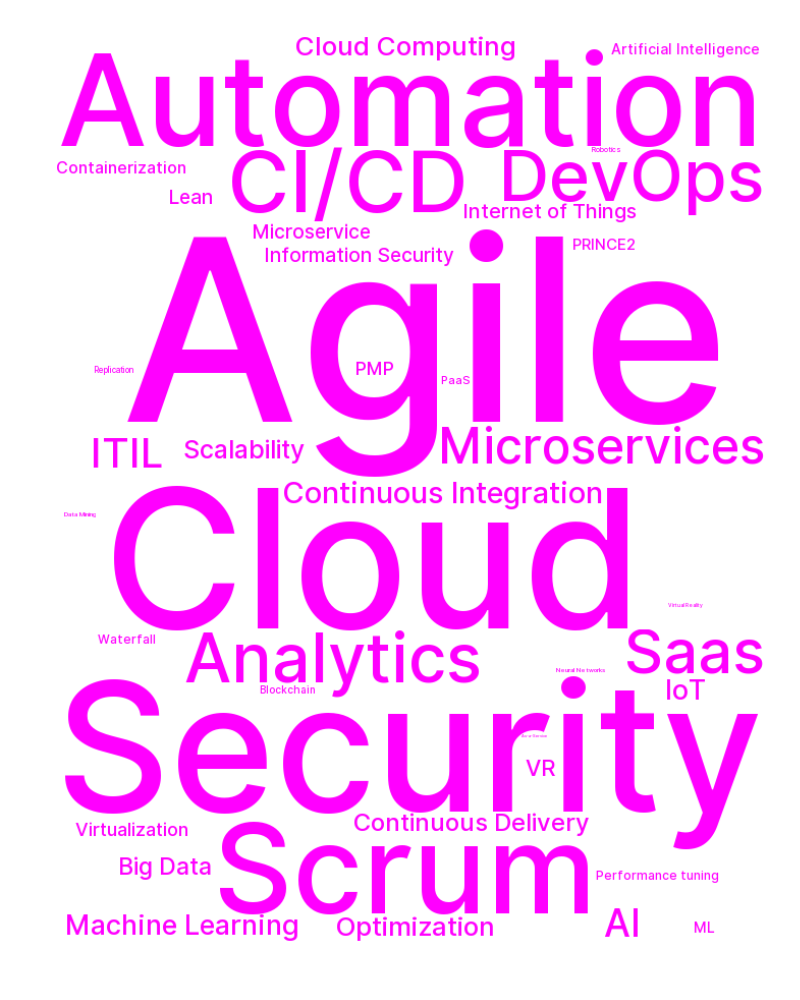 Cloud Computing
Artificial Intelligence
Automation
Robotics
Containerization
CI/CD
DevOps
Lean
Internet of Things
Microservice
PRINCE2
Information Security
Agile
Replication
PMP
PaaS
ITIL
Scalability
Microservices
Continuous Integration
Data Mining
Cloud
Virtual Reality
Waterfall
Analytics
Saas
Neural Networks
Blockchain
IoT
Security
VR
Virtualization
Continuous Delivery
Scrum
Big Data
Performance tuning
Machine Learning
Optimization
AI
ML